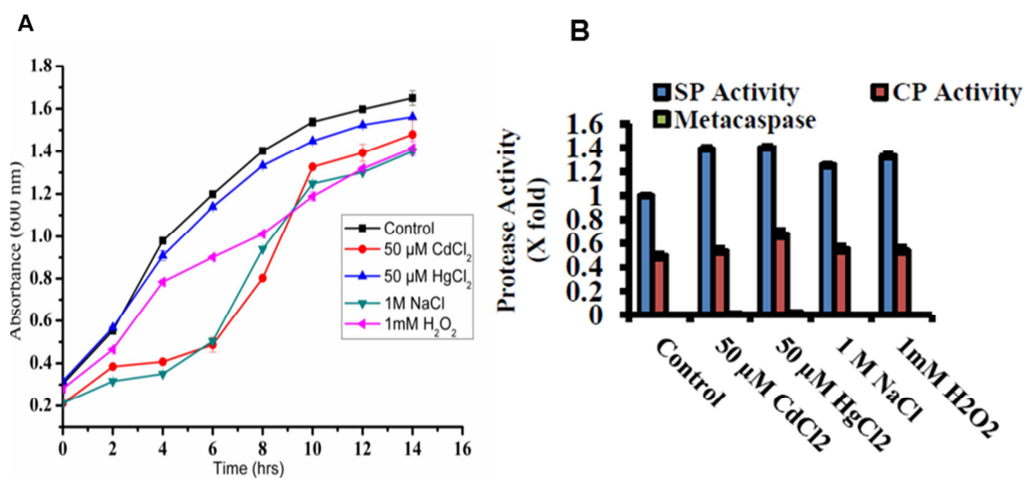 A
Absorbance (600 nm)
1.8
1.6
1.4
1.2
1.0
0.8
0.6
0.4
0.2
0 2 4 6 8 10 12 14 16
Time (hrs)
Control
50 µM CdCl2
50 µM HgCl2
1M NaCl
1mM H2O2
B
SP Activity CP Activity
Metacaspase
Protease Activity
(X fold)
1.6
1.4
1.2
1
0.8
0.6
0.4
0.2
0
Control
50 µM CdCl2
50 µM HgCl2
1 M NaCl
1mM H2O2